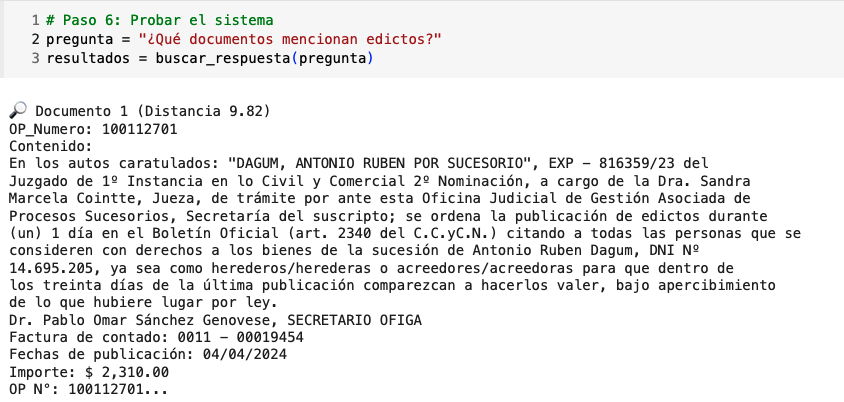 1 # Paso 6: Probar el sistema
2 pregunta = "¿Qué documentos mencionan edictos?"
3 resultados = buscar_respuesta(pregunta)
🔎 Documento 1 (Distancia 9.82)
OP_Numero: 100112701
Contenido:
En los autos caratulados: "DAGUM, ANTONIO RUBEN POR SUCESORIO", EXP – 816359/23 del
Juzgado de 1º Instancia en lo Civil y Comercial 2º Nominación, a cargo de la Dra. Sandra
Marcela Cointte, Jueza, de trámite por ante esta Oficina Judicial de Gestión Asociada de
Procesos Sucesorios, Secretaría del suscripto; se ordena la publicación de edictos durante
(un) 1 día en el Boletín Oficial (art. 2340 del C.C.yC.N.) citando a todas las personas que se
consideren con derechos a los bienes de la sucesión de Antonio Ruben Dagum, DNI Nº
14.695.205, ya sea como herederos/herederas o acreedores/acreedoras para que dentro de
los treinta días de la última publicación comparezcan a hacerlos valer, bajo apercibimiento
de lo que hubiere lugar por ley.
Dr. Pablo Omar Sánchez Genovese, SECRETARIO OFIGA
Factura de contado: 0011 – 00019454
Fechas de publicación: 04/04/2024
Importe: $ 2,310.00
OP N°: 100112701...